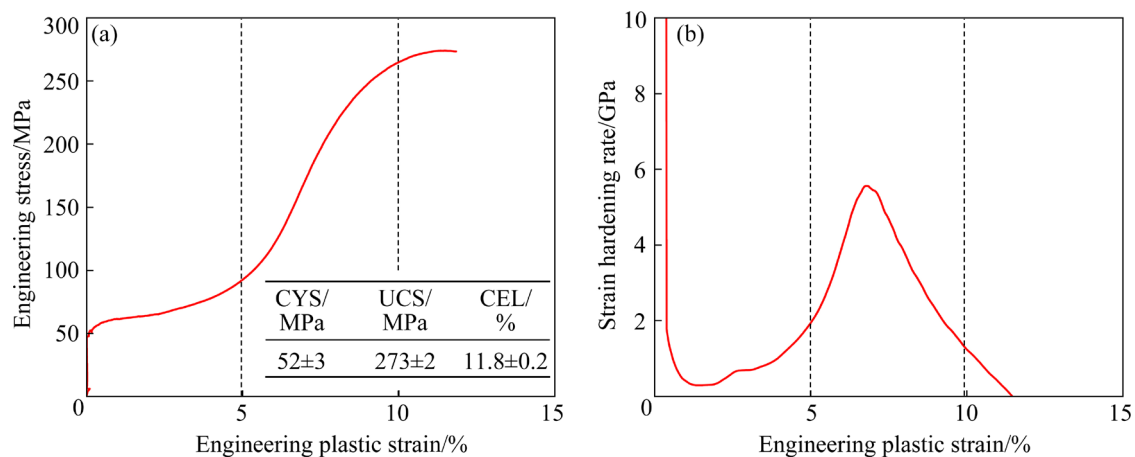 (a)
300
250
200
150
100
50
0
5
10
15
Engineering stress/MPa
Engineering plastic strain/%
CYS/ UCS/ CEL/
MPa MPa %
52±3 273±2 11.8±0.2
(b)
10
8
6
4
2
0
5
10
15
Strain hardening rate/GPa
Engineering plastic strain/%